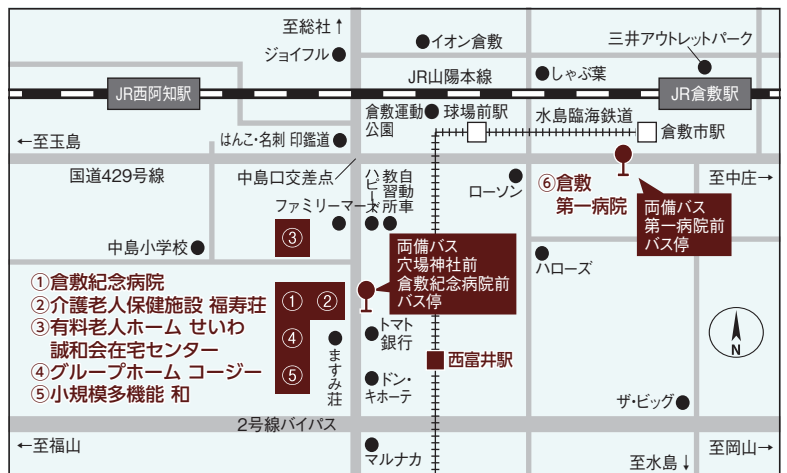 至総社↑
ジョイフル
イオン倉敷
三井アウトレットパーク
JR山陽本線
しゃぶ葉
JR西阿知駅
JR倉敷駅
倉敷運動
公園
球場前駅
水島臨海鉄道
倉敷市駅
←至玉島
はんこ・名刺 印鑑道
国道429号線
中島口交差点
ハピーズ
教習所
自動車
ローソン
⑥倉敷
第一病院
至中庄→
ファミリーマート
両備バス
第一病院前
バス停
③
中島小学校
両備バス
穴場神社前
倉敷紀念病院前
バス停
ハローズ
①倉敷紀念病院
②介護老人保健施設 福寿荘
③有料老人ホーム せいわ
誠和会在宅センター
④グループホーム コージー
⑤小規模多機能 和
①
②
④
⑤
ますみ荘
トマト
銀行
西富井駅
N
ドン・
キホーテ
ザ・ビッグ
2号線バイパス
←至福山
マルナカ
至水島↓
至岡山→